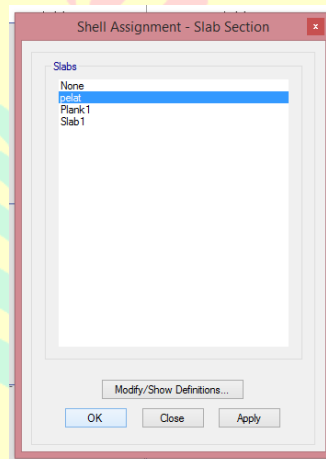 Shell Assignment - Slab Section
x
Slabs
None
pelat
Plank1
Slab1
Modify/Show Definitions...
OK
Close
Apply